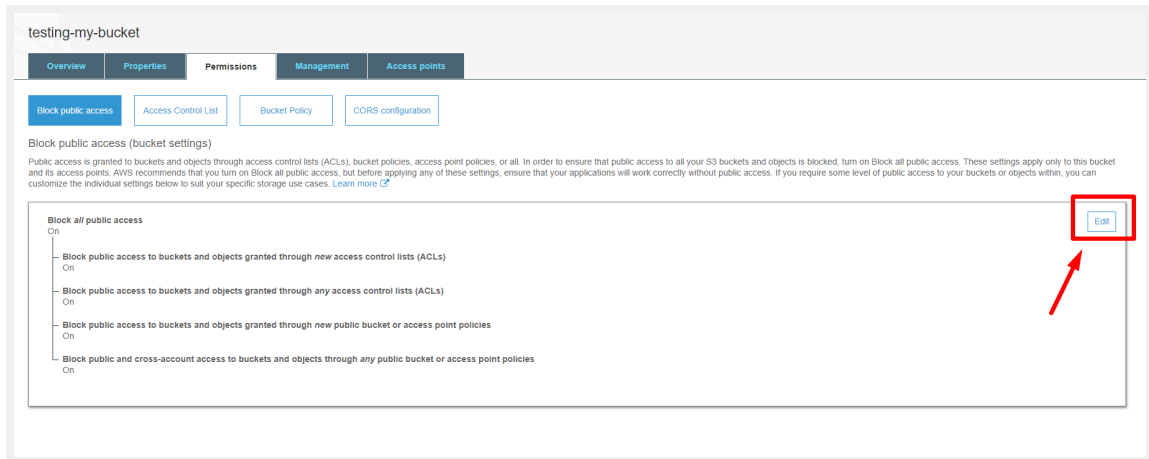 testing-my-bucket
Overview Properties Permissions Management Access points
Block public access Access Control List Bucket Policy CORS configuration
Block public access (bucket settings)
Public access is granted to buckets and objects through access control lists (ACLs), bucket policies, access point policies, or all. In order to ensure that public access to all your S3 buckets and objects is blocked, turn on Block all public access. These settings apply only to this bucket
and its access points. AWS recommends that you turn on Block all public access, but before applying any of these settings, ensure that your applications will work correctly without public access. If you require some level of public access to your buckets or objects within, you can
customize the individual settings below to suit your specific storage use cases. Learn more
Block all public access
Edit
On
Block public access to buckets and objects granted through new access control lists (ACLs)
On
Block public access to buckets and objects granted through any access control lists (ACLs)
On
Block public access to buckets and objects granted through new public bucket or access point policies
On
Block public and cross-account access to buckets and objects through any public bucket or access point policies
On